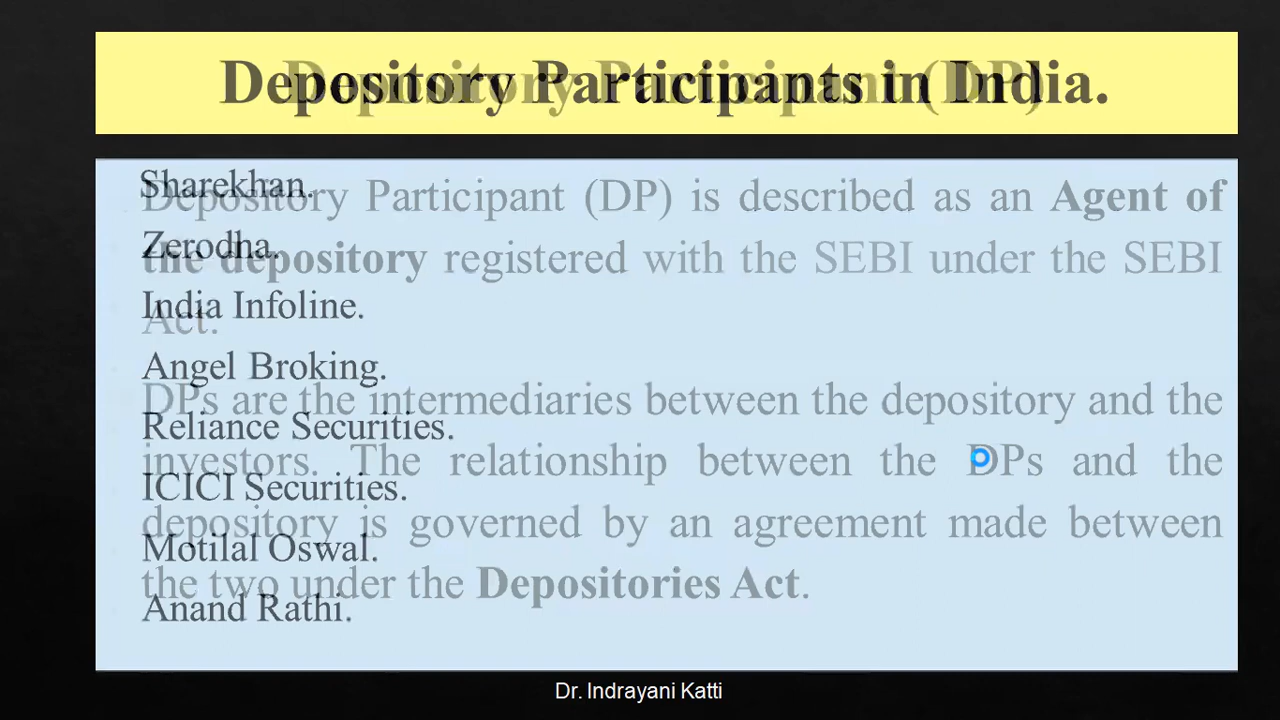 Depository Participants in India.
Depository Participant (DP)
Sharekhan.
Zerodha.
India Infoline.
Angel Broking.
Reliance Securities.
ICICI Securities.
Motilal Oswal.
Anand Rathi.
Depository Participant (DP) is described as an Agent of
the depository registered with the SEBI under the SEBI
Act.
DPs are the intermediaries between the depository and the
investors. The relationship between the DPs and the
depository is governed by an agreement made between
the two under the Depositories Act.
Dr. Indrayani Katti